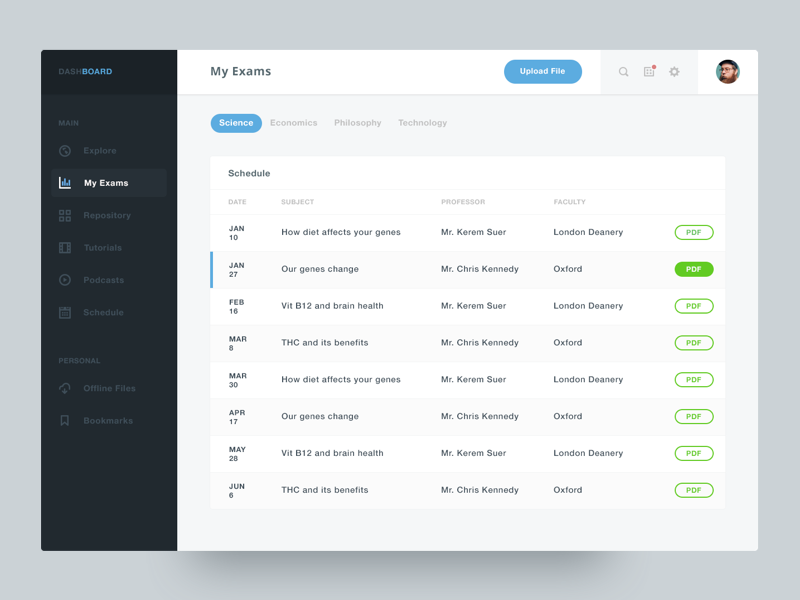 DASHBOARD
My Exams
Upload File
MAIN
Explore
My Exams
Repository
Tutorials
Podcasts
Schedule
PERSONAL
Offline Files
Bookmarks
Science Economics Philosophy Technology
Schedule
DATE SUBJECT PROFESSOR FACULTY
JAN
10
How diet affects your genes Mr. Kerem Suer London Deanery PDF
JAN
27
Our genes change Mr. Chris Kennedy Oxford PDF
FEB
16
Vit B12 and brain health Mr. Kerem Suer London Deanery PDF
MAR
8
THC and its benefits Mr. Chris Kennedy Oxford PDF
MAR
30
How diet affects your genes Mr. Kerem Suer London Deanery PDF
APR
17
Our genes change Mr. Chris Kennedy Oxford PDF
MAY
28
Vit B12 and brain health Mr. Kerem Suer London Deanery PDF
JUN
6
THC and its benefits Mr. Chris Kennedy Oxford PDF